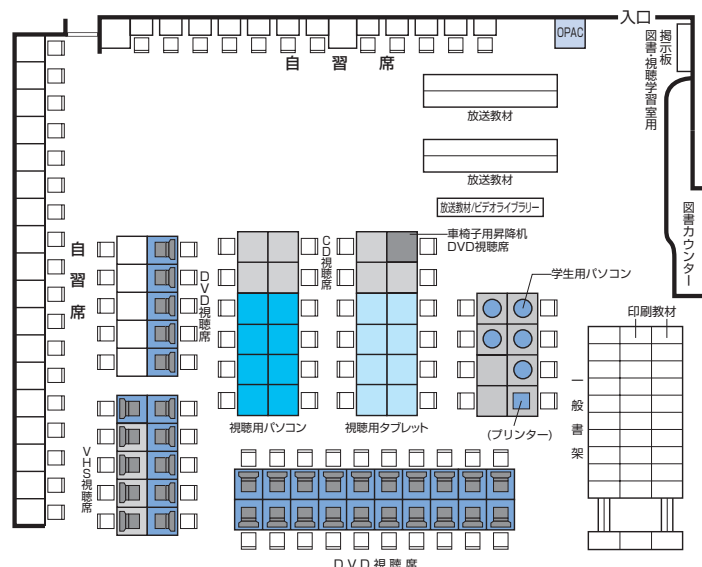 入口
OPAC
掲示板
図書・視聴学習室用
自習席
放送教材
放送教材
放送教材/ビデオライブラリー
図書カウンター
車椅子用昇降机
DVD視聴席
CD視聴席
自習席
DVD視聴席
学生用パソコン
印刷教材
一般書架
視聴用パソコン
視聴用タブレット
(プリンター)
VHS視聴席
DVD視聴席